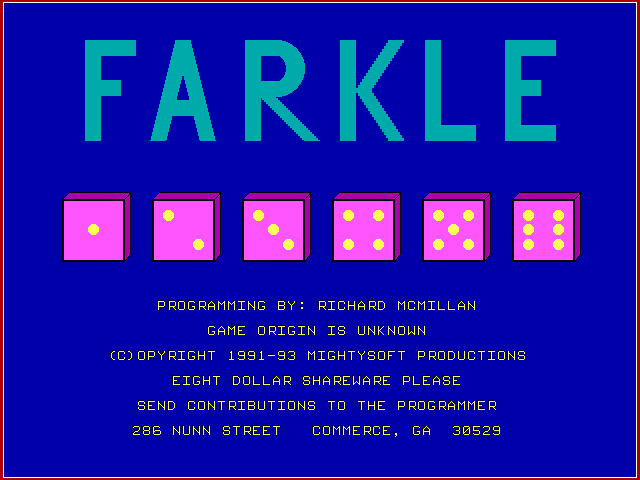 FARKLE
PROGRAMMING BY: RICHARD MCMILLAN
GAME ORIGIN IS UNKNOWN
(C)OPYRIGHT 1991-93 MIGHTYSOFT PRODUCTIONS
EIGHT DOLLAR SHAREWARE PLEASE
SEND CONTRIBUTIONS TO THE PROGRAMMER
286 NUNN STREET   COMMERCE, GA  30529